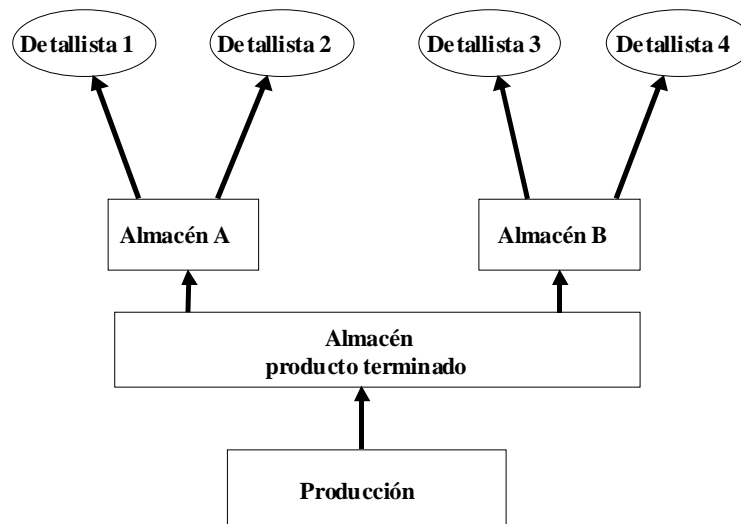 Detallista 1
Detallista 2
Detallista 3
Detallista 4
Almacén A
Almacén B
Almacén
producto terminado
Producción